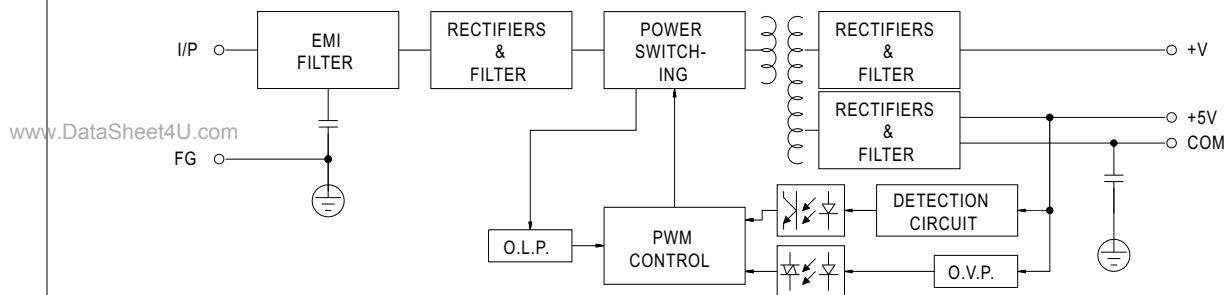 I/P
EMI
FILTER
RECTIFIERS
&
FILTER
POWER
SWITCH-
ING
RECTIFIERS
&
FILTER
+V
RECTIFIERS
&
FILTER
+5V
COM
www.DataSheet4U.com
FG
O.L.P.
PWM
CONTROL
DETECTION
CIRCUIT
O.V.P.